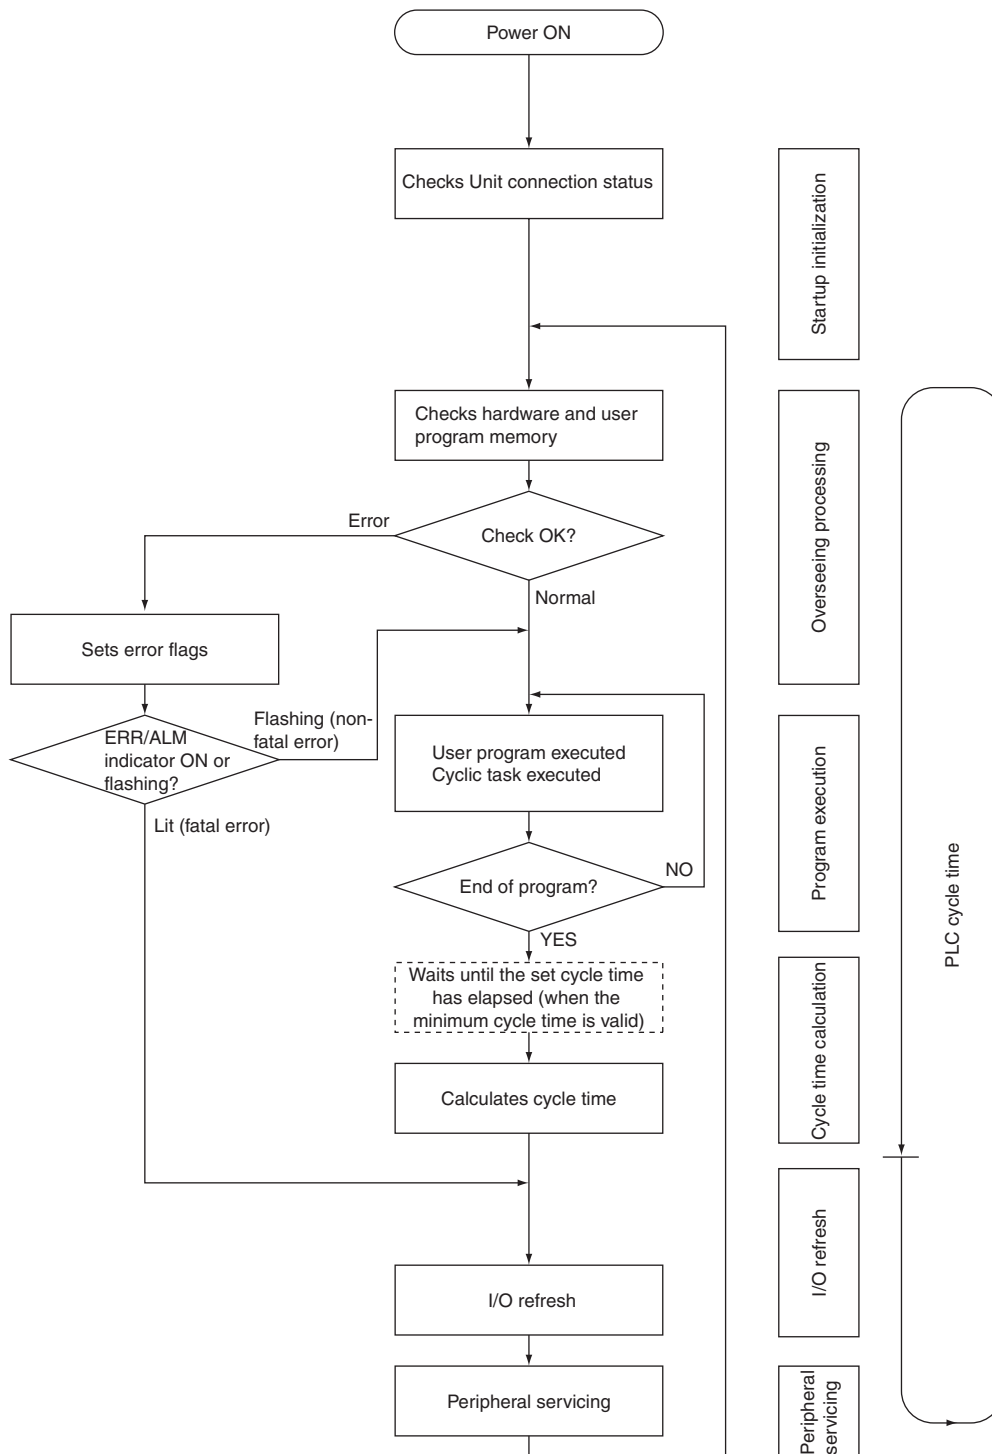 Power ON
Checks Unit connection status
Startup initialization
Checks hardware and user
program memory
Overseeing processing
Error
Check OK?
Normal
Sets error flags
Flashing (non-
fatal error)
ERR/ALM
indicator ON or
flashing?
User program executed
Cyclic task executed
Program execution
Lit (fatal error)
PLC cycle time
End of program?
NO
YES
Waits until the set cycle time
has elapsed (when the
minimum cycle time is valid)
Cycle time calculation
Calculates cycle time
I/O refresh
I/O refresh
Peripheral servicing
Peripheral
servicing